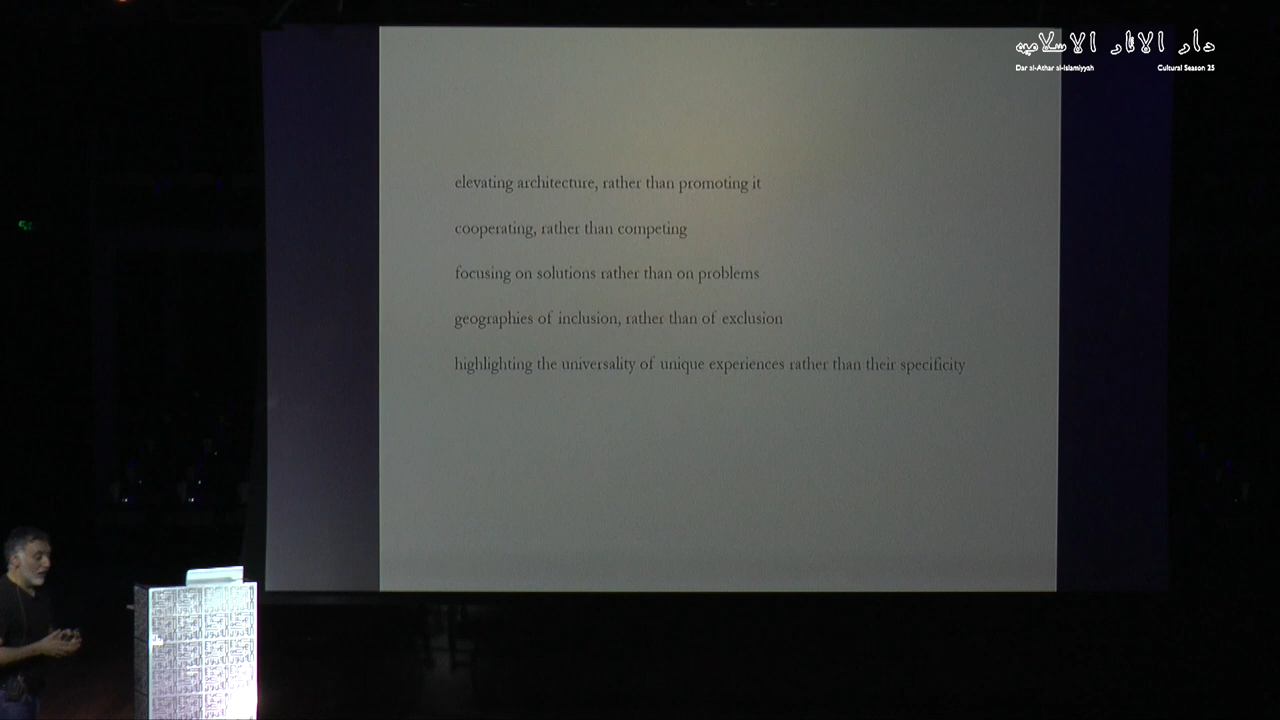 دار الآثار الاسلاميه
Dar al-Athar al-Islamiyyah
Cultural Season 25
elevating architecture, rather than promoting it
cooperating, rather than competing
focusing on solutions rather than on problems
geographies of inclusion, rather than of exclusion
highlighting the universality of unique experiences rather than their specificity